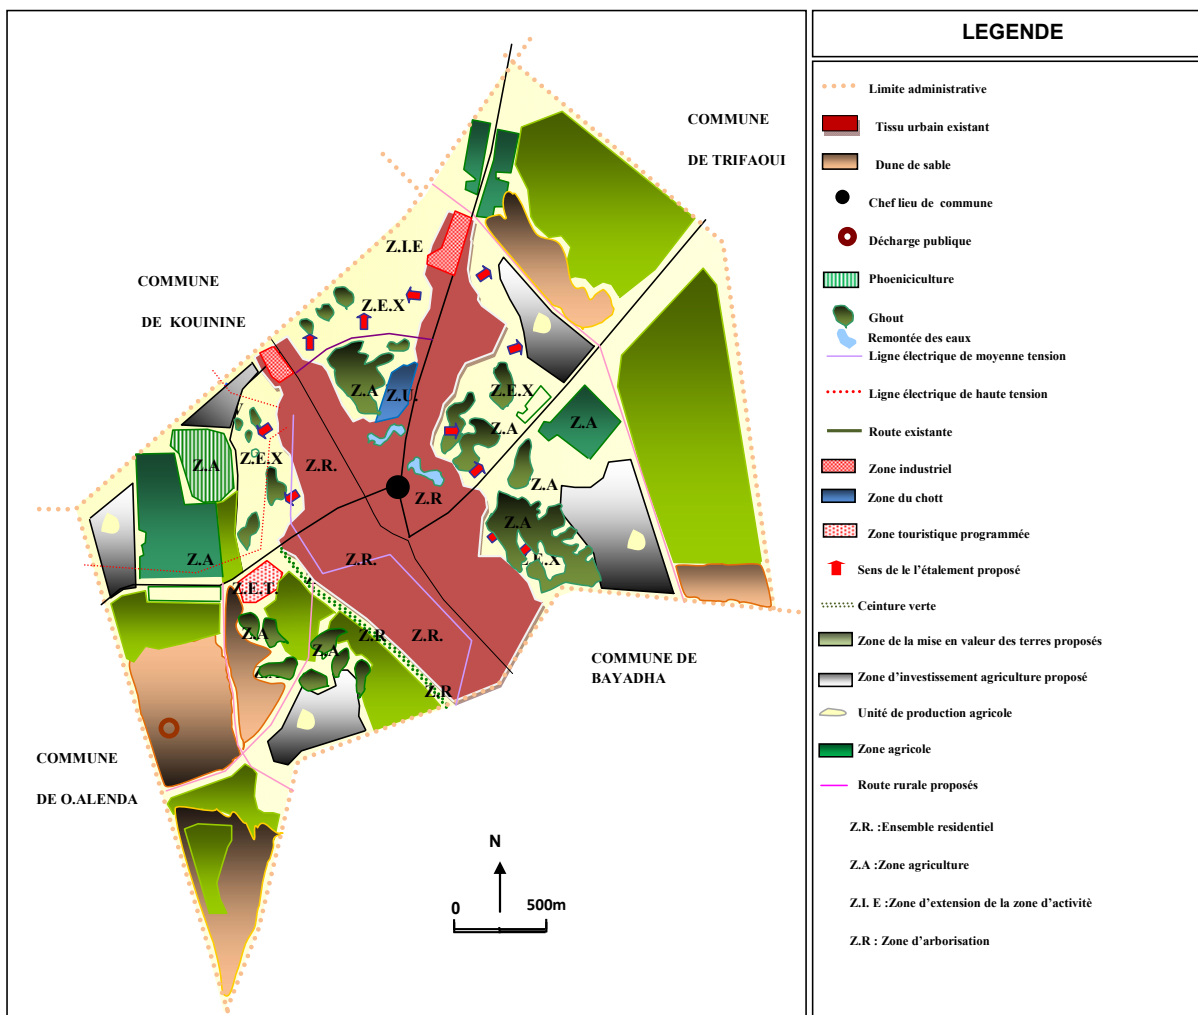 LEGENDE
COMMUNE
DE TRIFAOUI
COMMUNE
DE KOUININE
COMMUNE DE
BAYADHA
COMMUNE
DE O.ALENDA
Z.I.E
Z.E.X
Z.A
Z.U.
Z.E.X
Z.A
Z.A
Z.A
Z.E.X
Z.R.
Z.R
Z.A
Z.A
Z.A
Z.R.
E.X
Z.E.T.
Z.A
Z.A
Z.R
Z.R.
Z.R
N
0
500m
Limite administrative
Tissu urbain existant
Dune de sable
Chef lieu de commune
Décharge publique
Phoeniciculture
Ghout
Remontée des eaux
Ligne électrique de moyenne tension
Ligne électrique de haute tension
Route existante
Zone industriel
Zone du chott
Zone touristique programmée
Sens de le l'étalement proposé
Ceinture verte
Zone de la mise en valeur des terres proposés
Zone d'investissement agriculture proposé
Unité de production agricole
Zone agricole
Route rurale proposés
Z.R. :Ensemble residentiel
Z.A :Zone agriculture
Z.I. E :Zone d'extension de la zone d'activitè
Z.R : Zone d'arborisation